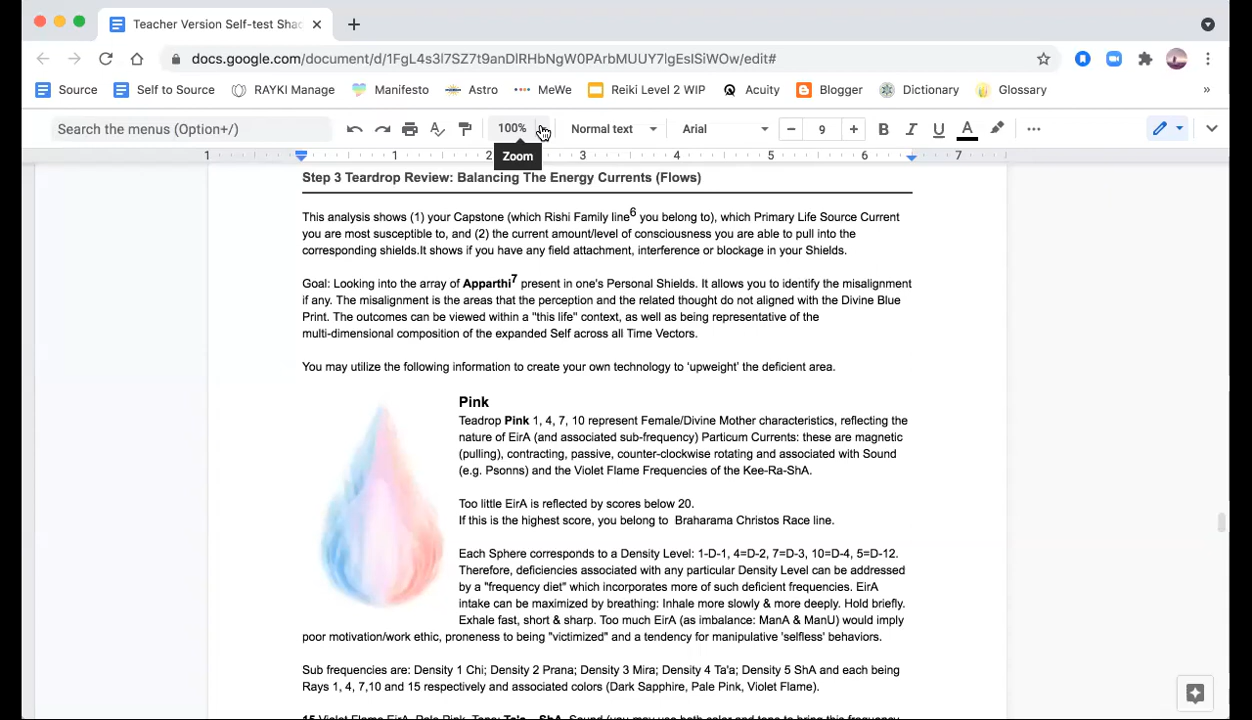 Teacher Version Self-test Shad
docs.google.com/document/d/1FgL4s3l7SZ7t9anDlRHbNgW0PArbMUUY7lgEslSiWOw/edit#
Source Self to Source RAYKI Manage Manifesto Astro MeWe Reiki Level 2 WIP Acuity Blogger Dictionary Glossary »
Search the menus (Option+/) 100% Normal text Arial 9 B I U A
Zoom
1 1 2 3 4 5 6 7
Step 3 Teardrop Review: Balancing The Energy Currents (Flows)
This analysis shows (1) your Capstone (which Rishi Family line6 you belong to), which Primary Life Source Current
you are most susceptible to, and (2) the current amount/level of consciousness you are able to pull into the
corresponding shields.It shows if you have any field attachment, interference or blockage in your Shields.
Goal: Looking into the array of Apparthi7 present in one's Personal Shields. It allows you to identify the misalignment
if any. The misalignment is the areas that the perception and the related thought do not aligned with the Divine Blue
Print. The outcomes can be viewed within a "this life" context, as well as being representative of the
multi-dimensional composition of the expanded Self across all Time Vectors.
You may utilize the following information to create your own technology to 'upweight' the deficient area.
Pink
Teadrop Pink 1, 4, 7, 10 represent Female/Divine Mother characteristics, reflecting the
nature of EirA (and associated sub-frequency) Particum Currents: these are magnetic
(pulling), contracting, passive, counter-clockwise rotating and associated with Sound
(e.g. Psonns) and the Violet Flame Frequencies of the Kee-Ra-ShA.
Too little EirA is reflected by scores below 20.
If this is the highest score, you belong to Braharama Christos Race line.
Each Sphere corresponds to a Density Level: 1-D-1, 4=D-2, 7=D-3, 10=D-4, 5=D-12.
Therefore, deficiencies associated with any particular Density Level can be addressed
by a "frequency diet" which incorporates more of such deficient frequencies. EirA
intake can be maximized by breathing: Inhale more slowly & more deeply. Hold briefly.
Exhale fast, short & sharp. Too much EirA (as imbalance: ManA & ManU) would imply
poor motivation/work ethic, proneness to being "victimized" and a tendency for manipulative 'selfless' behaviors.
Sub frequencies are: Density 1 Chi; Density 2 Prana; Density 3 Mira; Density 4 Ta'a; Density 5 ShA and each being
Rays 1, 4, 7,10 and 15 respectively and associated colors (Dark Sapphire, Pale Pink, Violet Flame).